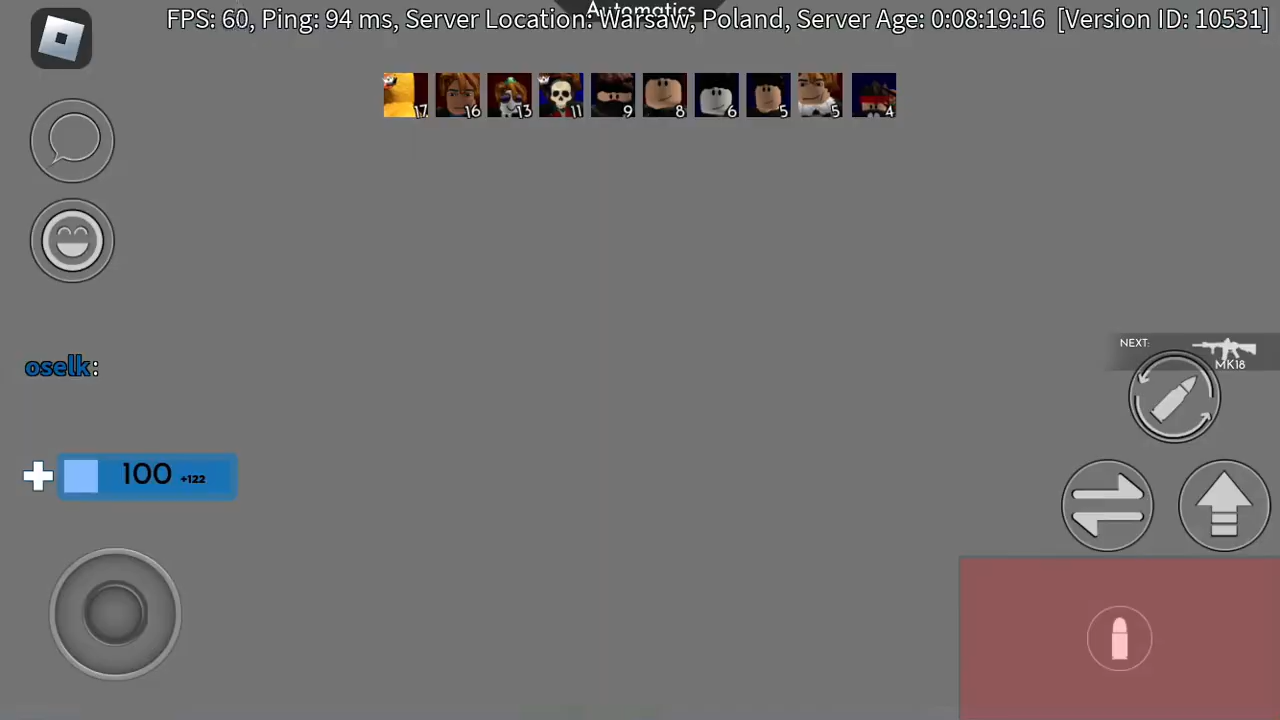 Automatics
FPS: 60, Ping: 94 ms, Server Location: Warsaw, Poland, Server Age: 0:08:19:16 [Version ID: 10531]
17 16 13 11 9 8 6 5 5 4
NEXT:
MK18
oselk:
100 +122